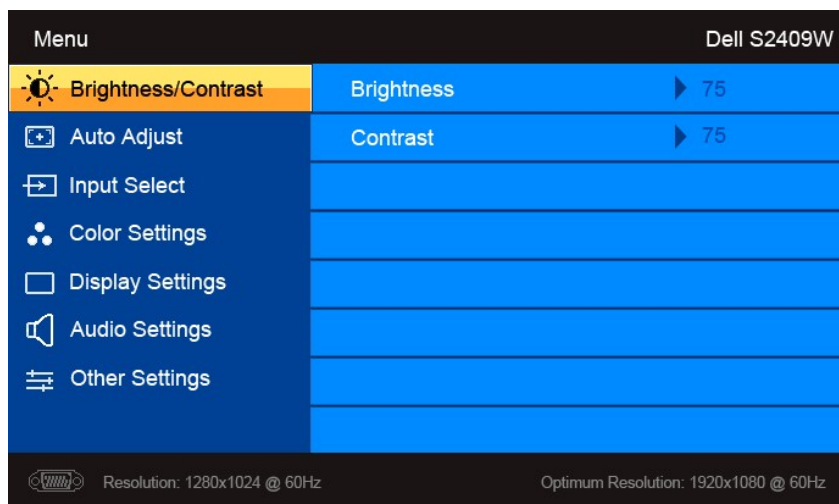 Menu Dell S2409W
Brightness/Contrast Brightness 75
Auto Adjust Contrast 75
Input Select
Color Settings
Display Settings
Audio Settings
Other Settings
Resolution: 1280x1024 @ 60Hz Optimum Resolution: 1920x1080 @ 60Hz